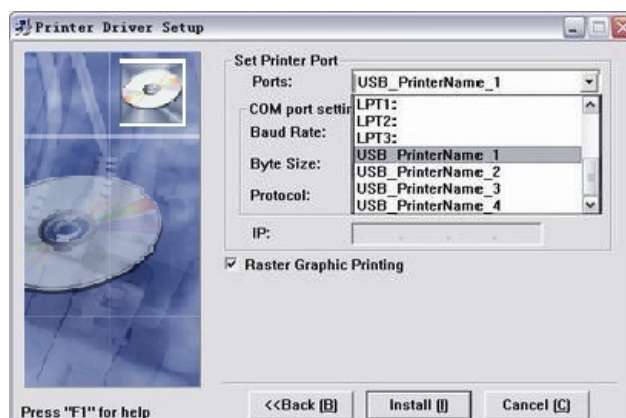 Printer Driver Setup
Set Printer Port
Ports:
USB_PrinterName_1
LPT1:
LPT2:
LPT3:
USB_PrinterName_1
USB_PrinterName_2
USB_PrinterName_3
USB_PrinterName_4
COM port settin
Baud Rate:
Byte Size:
Protocol:
IP:
Raster Graphic Printing
Press "F1" for help
<<Back (B)
Install (I)
Cancel (C)